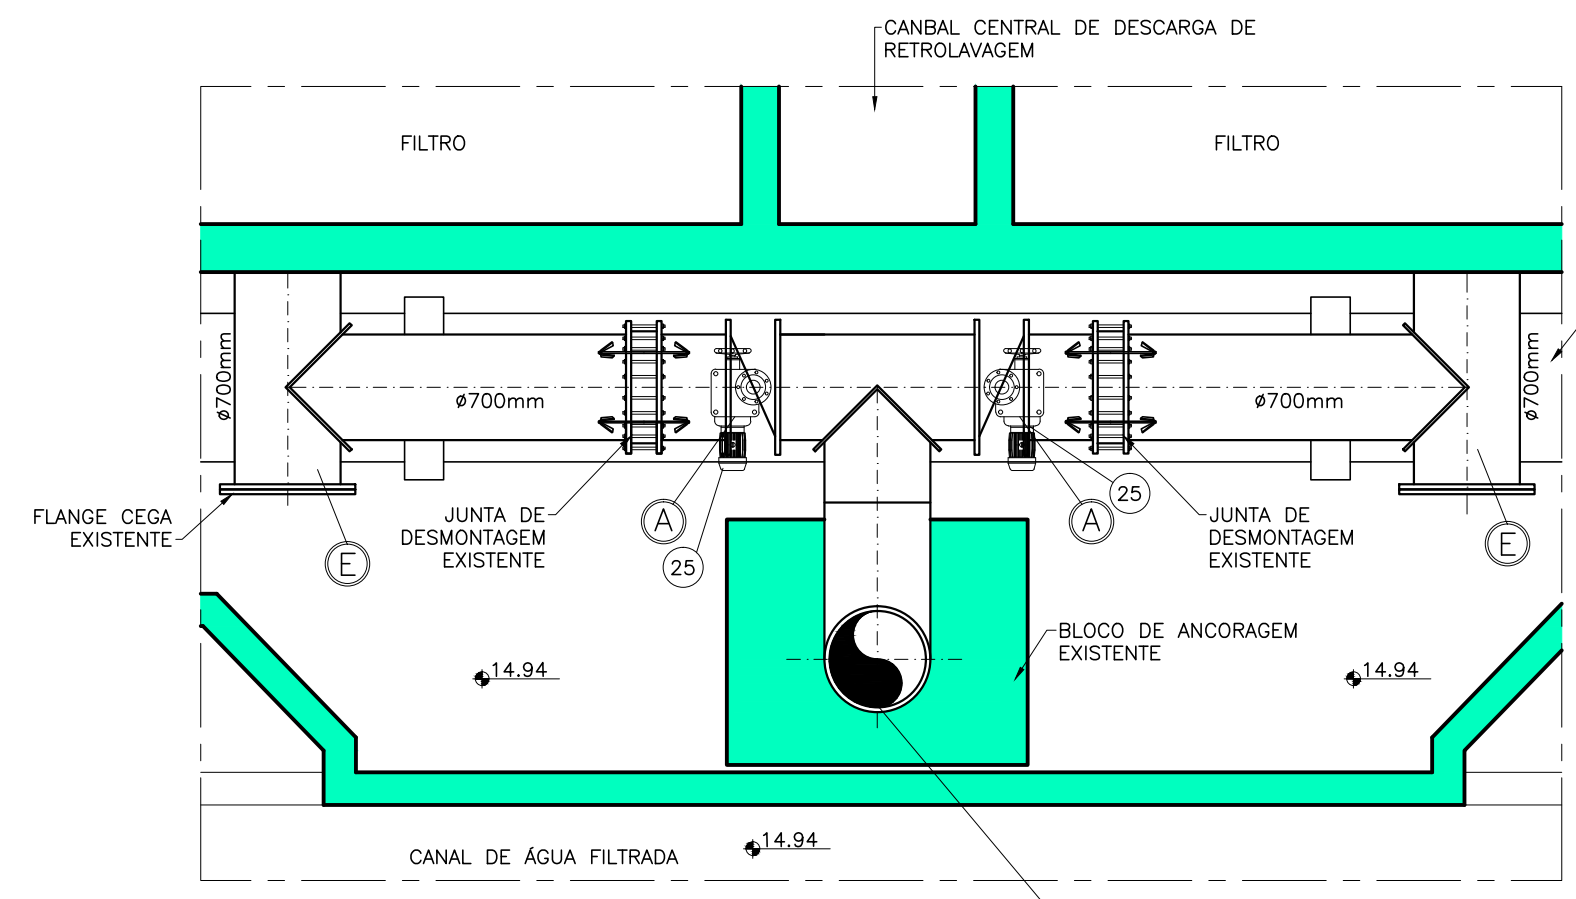 CANBAL CENTRAL DE DESCARGA DE
RETROLAVAGEM
FILTRO
FILTRO
ø700mm
ø700mm
ø700mm
ø700mm
FLANGE CEGA
EXISTENTE
E
JUNTA DE
DESMONTAGEM
EXISTENTE
A
25
A
25
JUNTA DE
DESMONTAGEM
EXISTENTE
E
BLOCO DE ANCORAGEM
EXISTENTE
14.94
14.94
14.94
CANAL DE ÁGUA FILTRADA